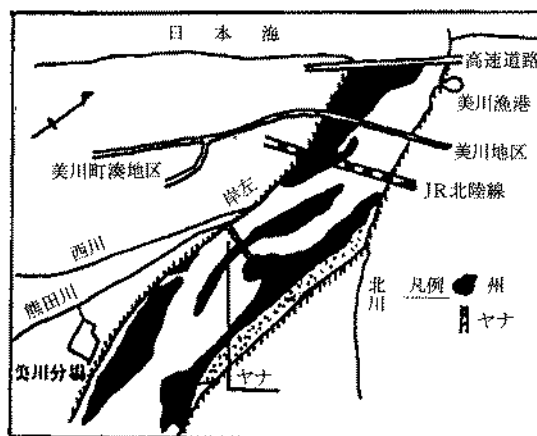 日本海
高速道路
美川漁港
美川地区
美川町湊地区
JR北陸線
左岸
西川
熊田川
北川
凡例
州
ヤナ
美川分場
ヤナ